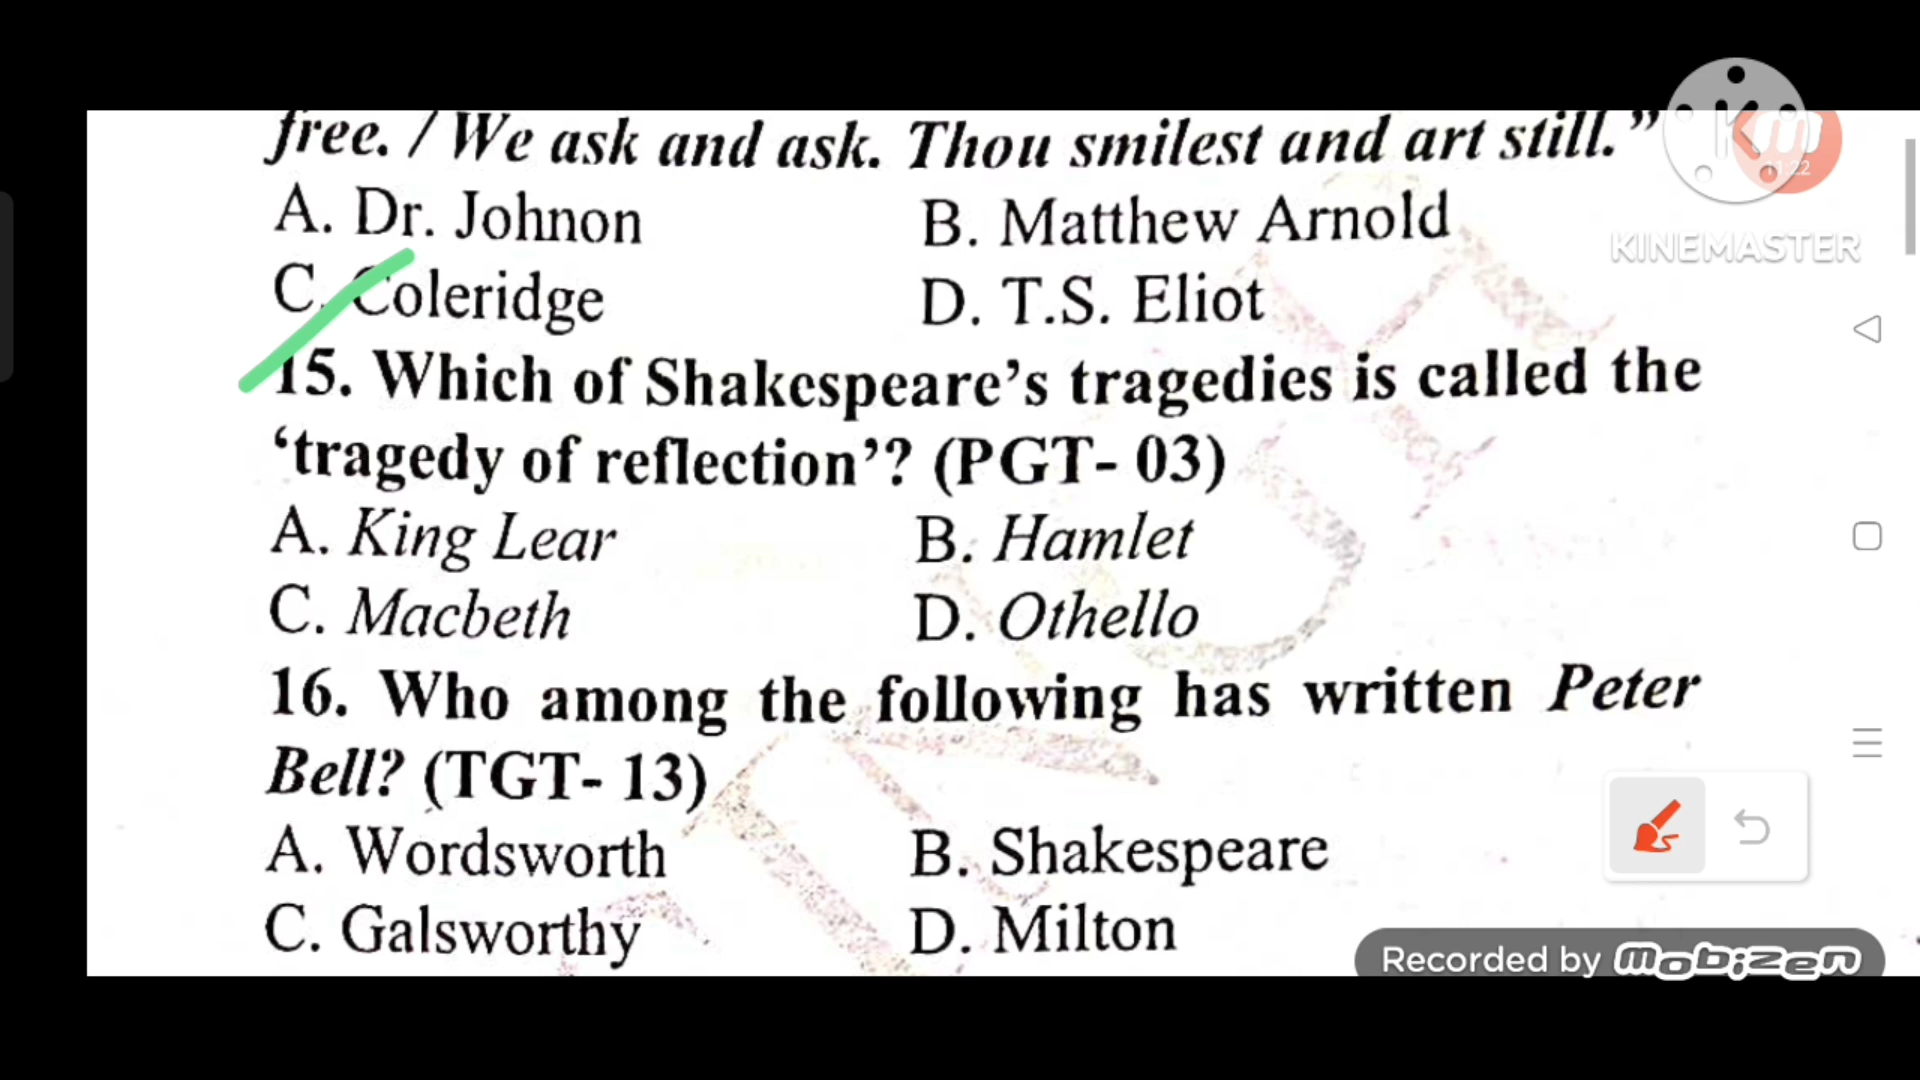 free. / We ask and ask. Thou smilest and art still.”
A. Dr. Johnon B. Matthew Arnold
C. Coleridge D. T.S. Eliot
15. Which of Shakespeare’s tragedies is called the
‘tragedy of reflection’? (PGT- 03)
A. King Lear B. Hamlet
C. Macbeth D. Othello
16. Who among the following has written Peter
Bell? (TGT- 13)
A. Wordsworth B. Shakespeare
C. Galsworthy D. Milton
KINEMASTER
Recorded by mobizen